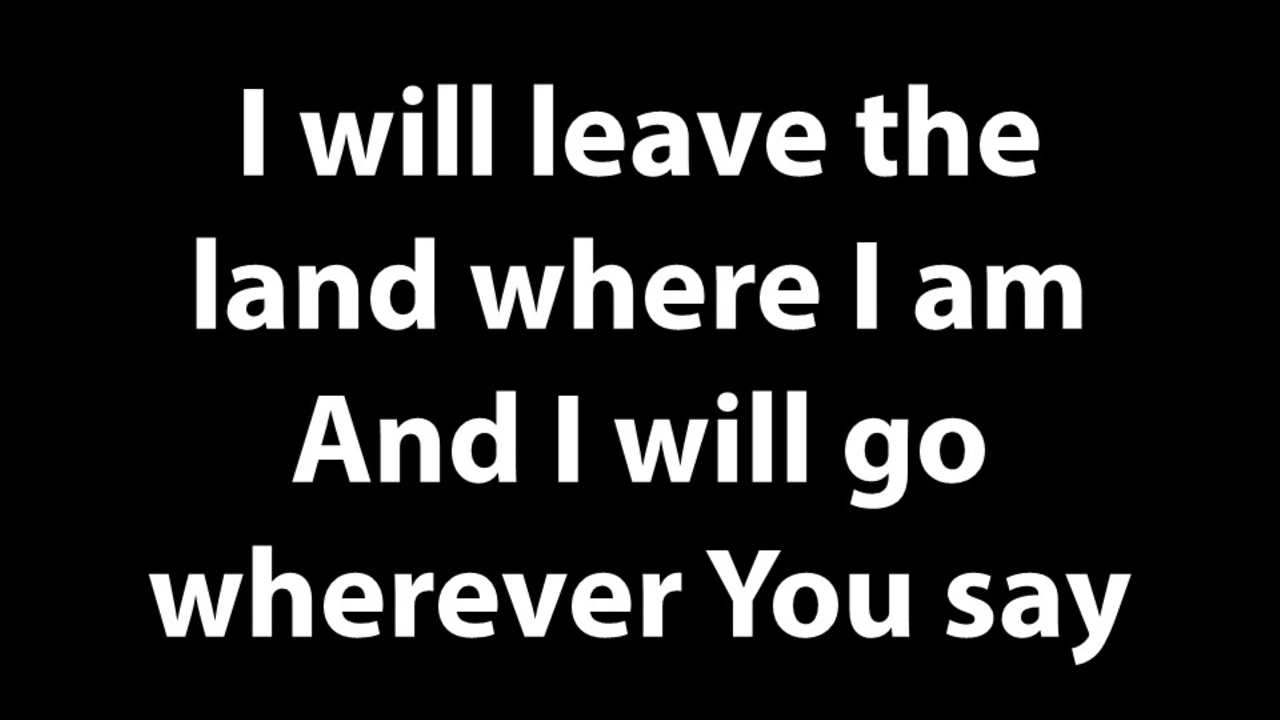 I will leave the
land where I am
And I will go
wherever You say